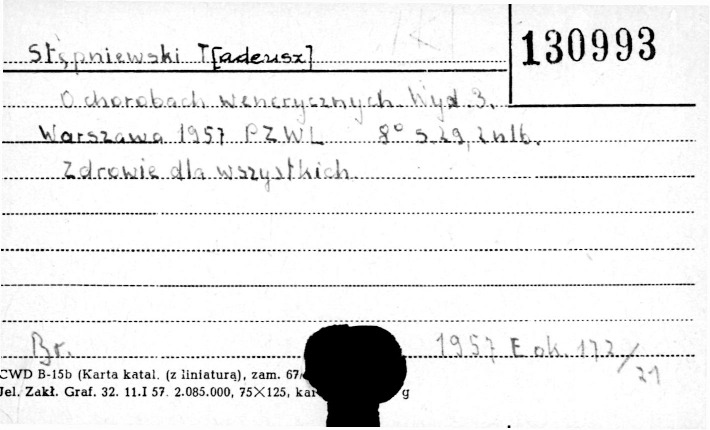 Stępniewski T[adeusz]
130993
O chorobach wenerycznych. Wyd. 3.
Warszawa 1957 PZWL 8° s. 29, 2 nlb.
Zdrowie dla wszystkich.
Br.
1957 E ok. 172/21
CWD B-15b (Karta katal. (z liniaturą), zam. 67/
Jel. Zakł. Graf. 32. 11.I 57. 2.085.000, 75×125, kar g